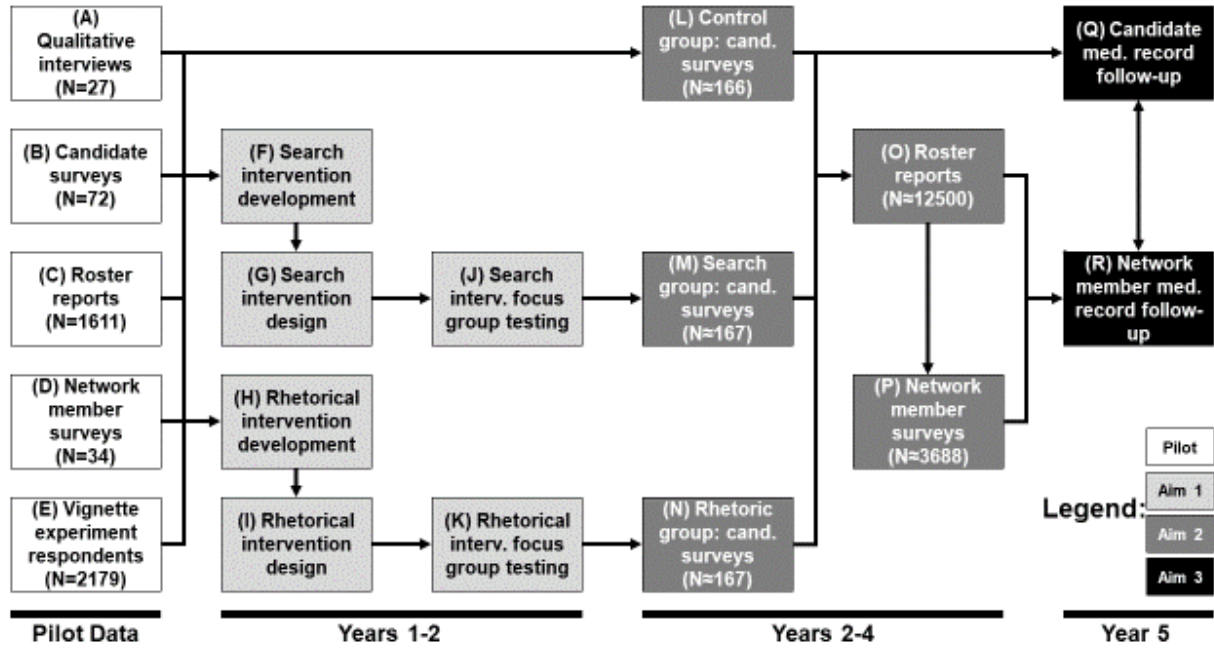 (A)
Qualitative
interviews
(N=27)
(B) Candidate
surveys
(N=72)
(C) Roster
reports
(N=1611)
(D) Network
member
surveys
(N=34)
(E) Vignette
experiment
respondents
(N=2179)
Pilot Data
(F) Search
intervention
development
(G) Search
intervention
design
(H) Rhetorical
intervention
development
(I) Rhetorical
intervention
design
(J) Search
interv. focus
group testing
(K) Rhetorical
interv. focus
group testing
Years 1-2
(L) Control
group: cand.
surveys
(N≈166)
(M) Search
group: cand.
surveys
(N≈167)
(N) Rhetoric
group: cand.
surveys
(N≈167)
(O) Roster
reports
(N≈12500)
(P) Network
member
surveys
(N≈3688)
Years 2-4
(Q) Candidate
med. record
follow-up
(R) Network
member med.
record follow-
up
Legend:
Pilot
Aim 1
Aim 2
Aim 3
Year 5